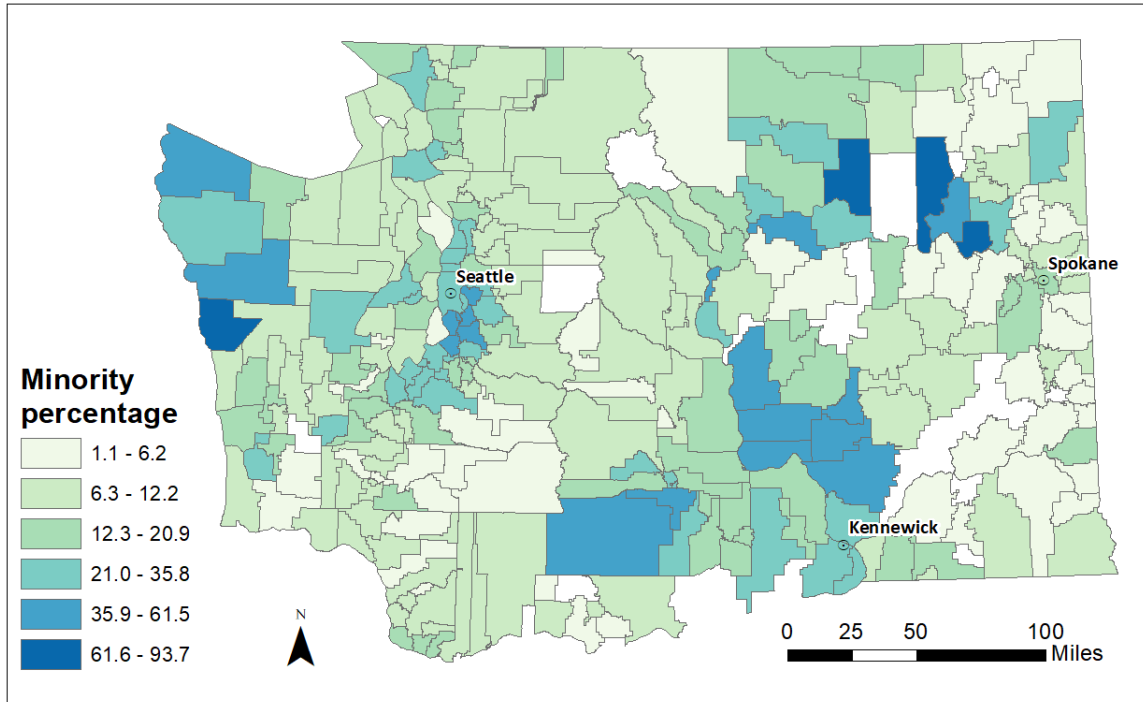 Seattle
Spokane
Kennewick
Minority
percentage
1.1 - 6.2
6.3 - 12.2
12.3 - 20.9
21.0 - 35.8
35.9 - 61.5
61.6 - 93.7
N
0 25 50 100
Miles